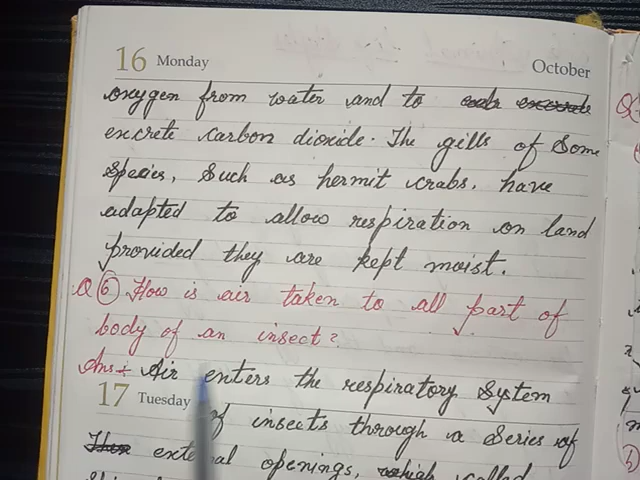 16 Monday October
oxygen from water and to
excrete carbon dioxide. The gills of Some
species, Such as hermit crabs, have
adapted to allow respiration on land
provided they are kept moist.
Q 6 How is air taken to all part of
body of an insect?
Ans÷ Air enters the respiratory System
17 Tuesday
of insects through a Series of
external openings, which called